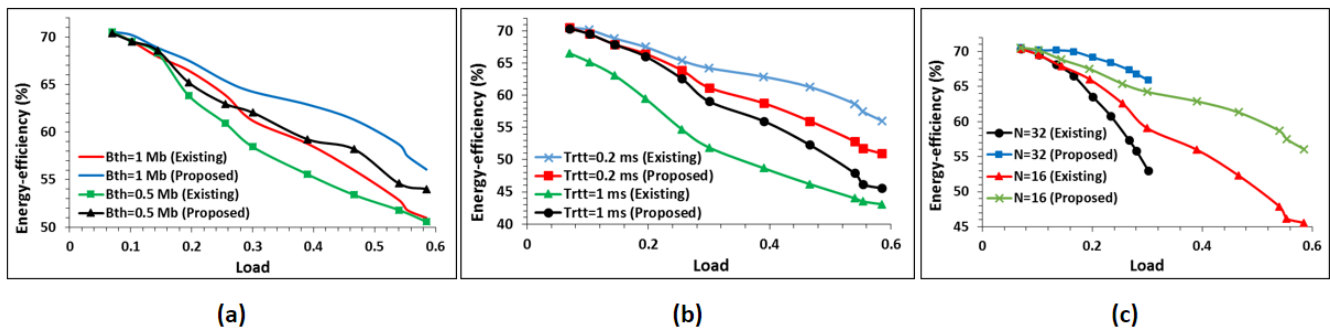 Energy-efficiency (%)
75
70
65
60
55
50
0
0.1
0.2
0.3
0.4
0.5
0.6
Load
Bth=1 Mb (Existing)
Bth=1 Mb (Proposed)
Bth=0.5 Mb (Existing)
Bth=0.5 Mb (Proposed)
(a)
Energy-efficiency (%)
70
65
60
55
50
45
40
0
0.2
0.4
0.6
Load
Trtt=0.2 ms (Existing)
Trtt=0.2 ms (Proposed)
Trtt=1 ms (Existing)
Trtt=1 ms (Proposed)
(b)
Energy-efficiency (%)
75
70
65
60
55
50
45
0
0.2
0.4
0.6
Load
N=32 (Existing)
N=32 (Proposed)
N=16 (Existing)
N=16 (Proposed)
(c)